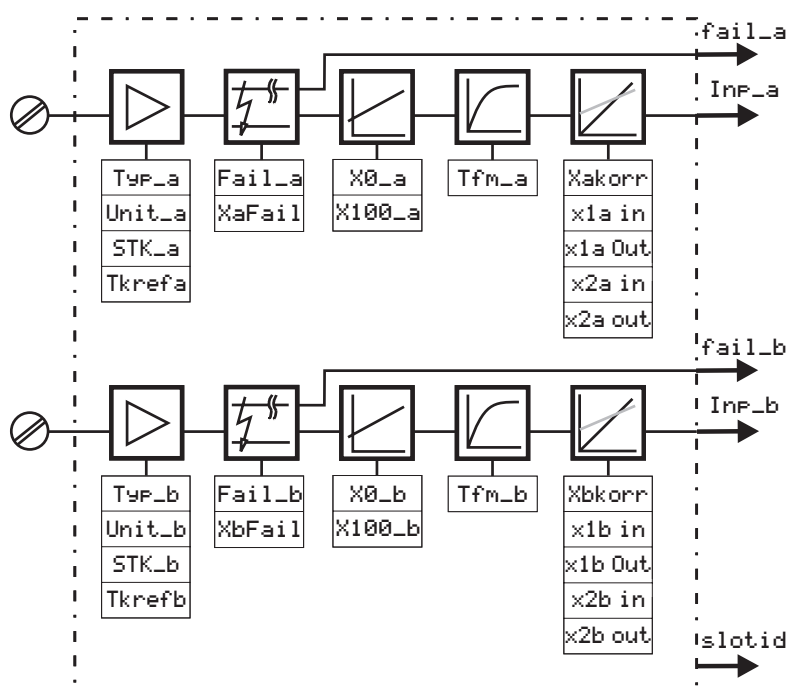 fail_a
Inp_a
Typ_a
Unit_a
STK_a
Tkrefa
Fail_a
XaFail
X0_a
X100_a
Tfm_a
Xakorr
x1a in
x1a Out
x2a in
x2a out
fail_b
Inp_b
Typ_b
Unit_b
STK_b
Tkrefb
Fail_b
XbFail
X0_b
X100_b
Tfm_b
Xbkorr
x1b in
x1b Out
x2b in
x2b out
slotid